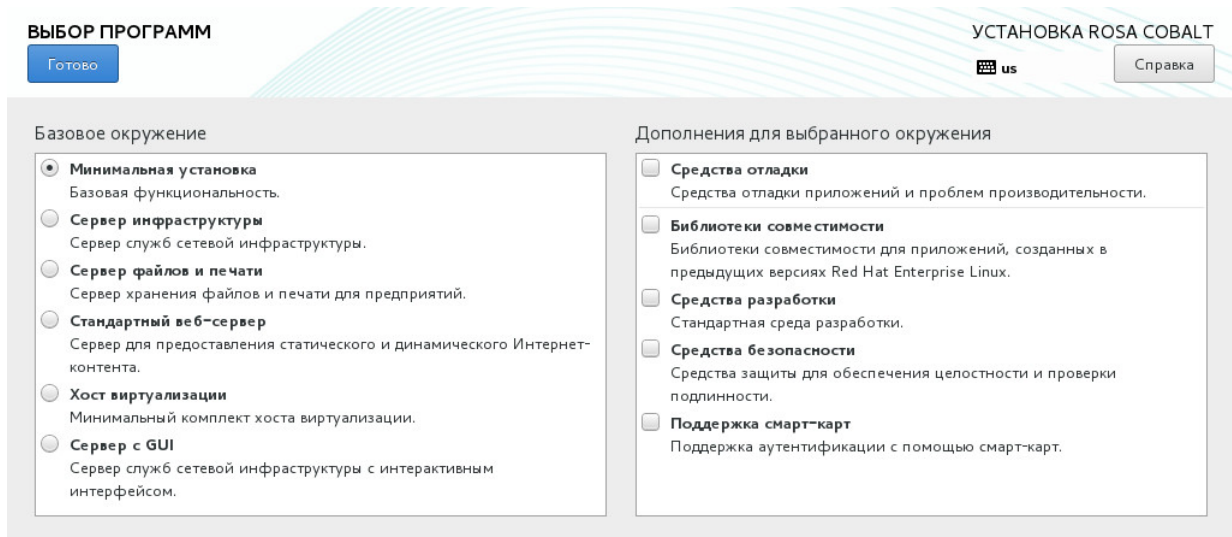 ВЫБОР ПРОГРАММ
УСТАНОВКА ROSA COBALT
Готово
us
Справка
Базовое окружение
Минимальная установка
Базовая функциональность.
Сервер инфраструктуры
Сервер служб сетевой инфраструктуры.
Сервер файлов и печати
Сервер хранения файлов и печати для предприятий.
Стандартный веб-сервер
Сервер для предоставления статического и динамического Интернет-
контента.
Хост виртуализации
Минимальный комплект хоста виртуализации.
Сервер с GUI
Сервер служб сетевой инфраструктуры с интерактивным
интерфейсом.
Дополнения для выбранного окружения
Средства отладки
Средства отладки приложений и проблем производительности.
Библиотеки совместимости
Библиотеки совместимости для приложений, созданных в
предыдущих версиях Red Hat Enterprise Linux.
Средства разработки
Стандартная среда разработки.
Средства безопасности
Средства защиты для обеспечения целостности и проверки
подлинности.
Поддержка смарт-карт
Поддержка аутентификации с помощью смарт-карт.